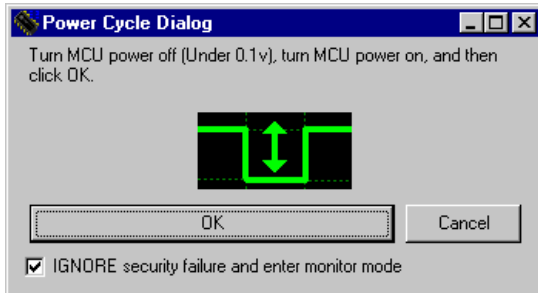 Power Cycle Dialog
Turn MCU power off (Under 0.1v), turn MCU power on, and then
click OK.
OK
Cancel
IGNORE security failure and enter monitor mode